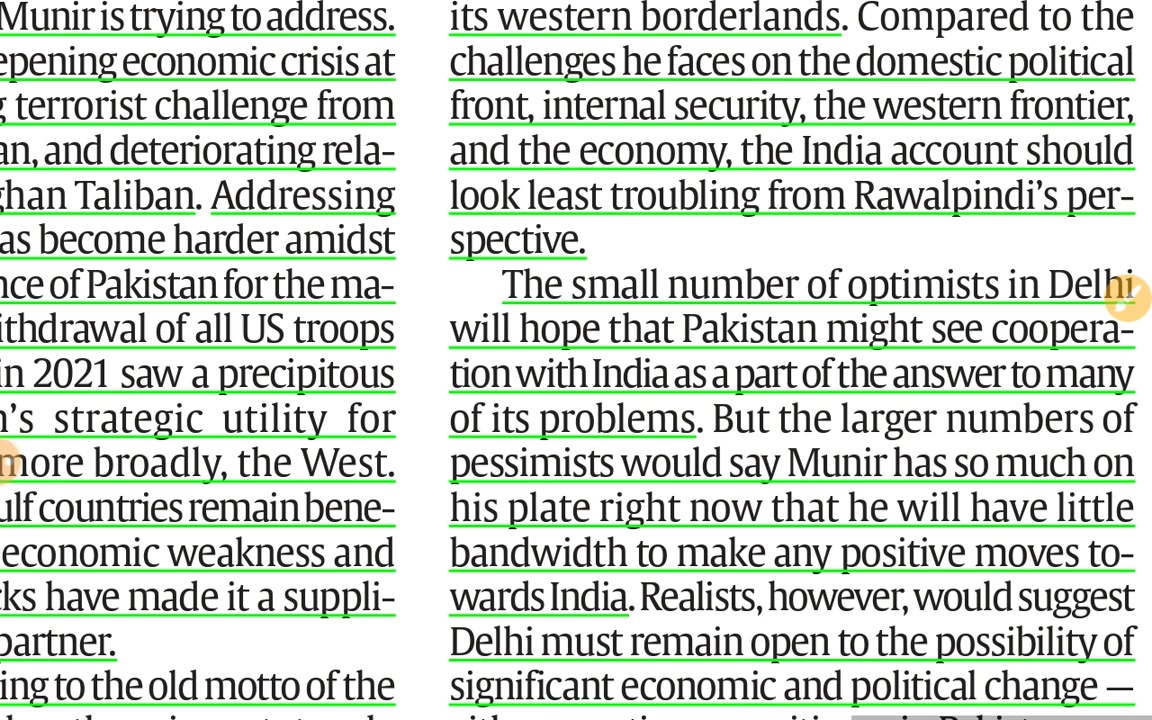 Munir is trying to address.
economic crisis at
terrorist challenge from
and deteriorating rela-
Taliban. Addressing
as become harder amidst
of Pakistan for the ma-
of all US troops
in 2021 saw a precipitous
strategic utility for
more broadly, the West.
countries remain bene-
economic weakness and
have made it a suppli-
partner.
to the old motto of the
its western borderlands. Compared to the
challenges he faces on the domestic political
front, internal security, the western frontier,
and the economy, the India account should
look least troubling from Rawalpindi’s per-
spective.
The small number of optimists in Delhi
will hope that Pakistan might see coopera-
tion with India as a part of the answer to many
of its problems. But the larger numbers of
pessimists would say Munir has so much on
his plate right now that he will have little
bandwidth to make any positive moves to-
wards India. Realists, however, would suggest
Delhi must remain open to the possibility of
significant economic and political change —